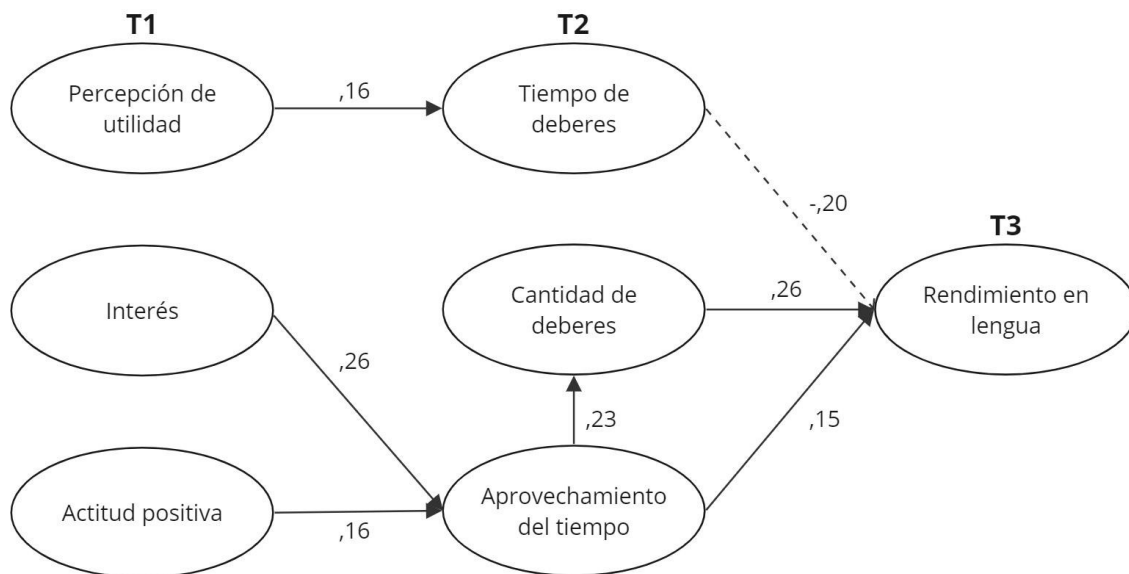 T1
T2
Percepción de
utilidad
,16
Tiempo de
deberes
-,20
T3
Interés
,26
Cantidad de
deberes
,26
Rendimiento en
lengua
,23
,15
Actitud positiva
,16
Aprovechamiento
del tiempo